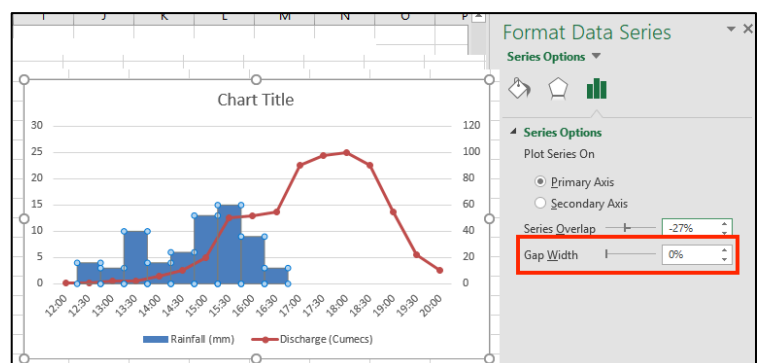 I J K L M N O P
Format Data Series
Series Options
Chart Title
30 120
25 100
20 80
15 60
10 40
5 20
0 0
12:00 12:30 13:00 13:30 14:00 14:30 15:00 15:30 16:00 16:30 17:00 17:30 18:00 18:30 19:00 19:30 20:00
Rainfall (mm) Discharge (Cumecs)
Series Options
Plot Series On
Primary Axis
Secondary Axis
Series Overlap -27%
Gap Width 0%